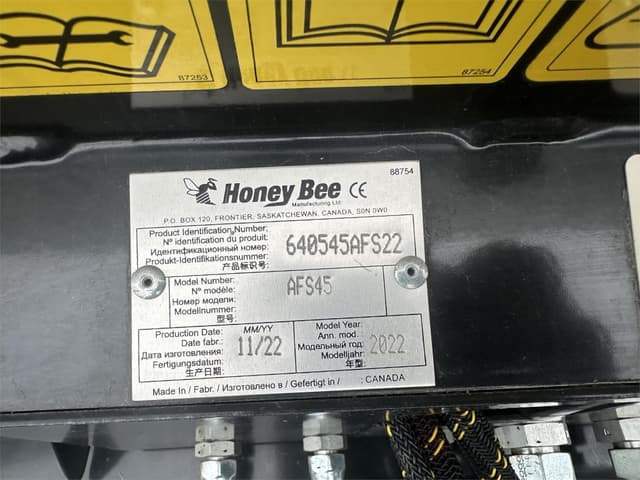 87253
87254
88754
Honey Bee CE
Manufacturing Ltd
P.O. BOX 120, FRONTIER, SASKATCHEWAN, CANADA, S0N 0W0
Product Identification Number:
Nº identification du produit:
Идентификационный номер:
Produkt-Identifikationsnummer:
产品标识号:
640545AFS22
Model Number:
Nº modèle:
Номер модели:
Modellnummer:
型号:
AFS45
Production Date:
Date fabr.:
Дата изготовления:
Fertigungsdatum:
生产日期:
MM/YY
11/22
Model Year:
Ann. mod.:
Модельный год:
Modelljahr:
年型:
2022
Made In / Fabr. / Изготовлено в / Gefertigt in / : CANADA